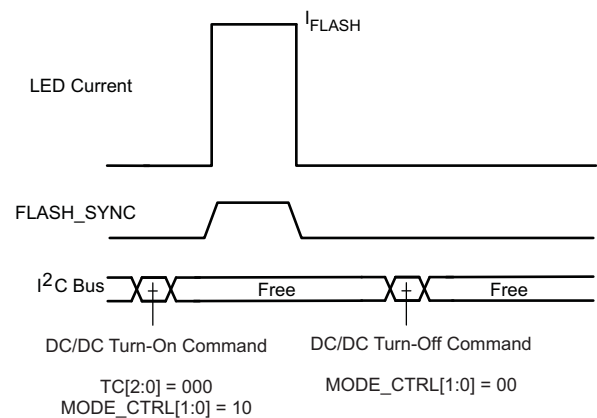 I_FLASH
LED Current
FLASH_SYNC
I²C Bus
Free
Free
DC/DC Turn-On Command
DC/DC Turn-Off Command
TC[2:0] = 000
MODE_CTRL[1:0] = 10
MODE_CTRL[1:0] = 00